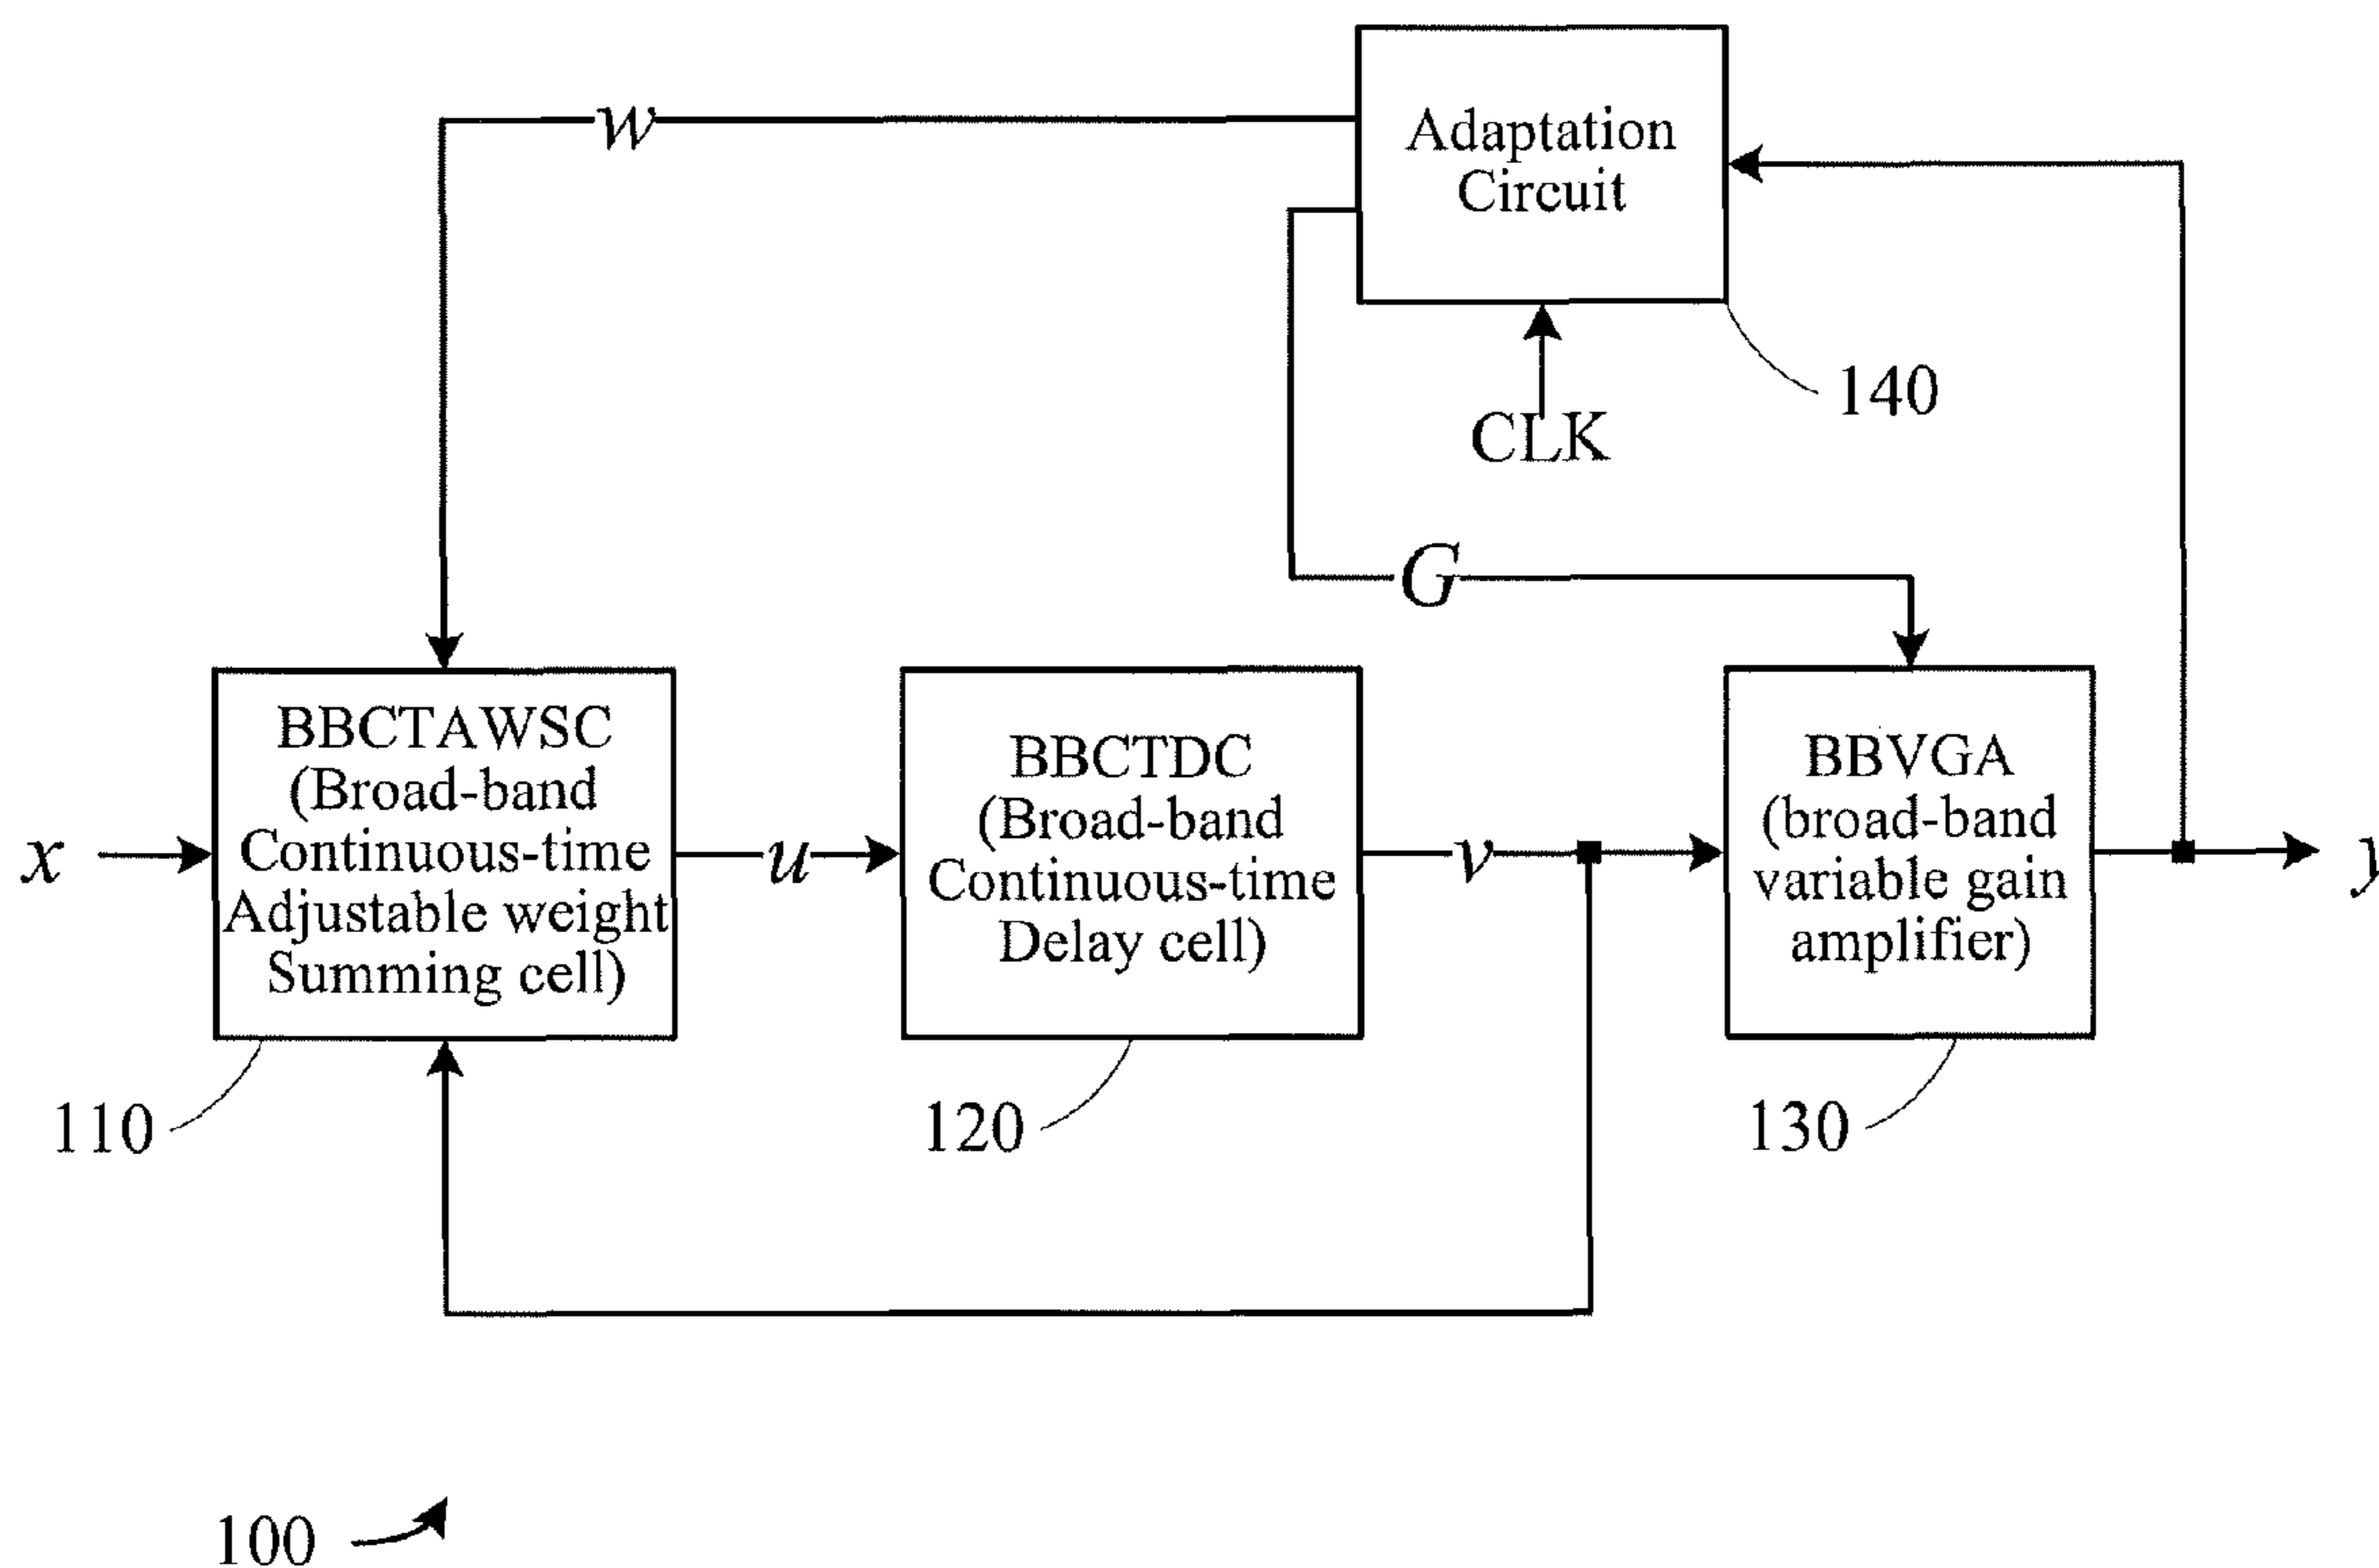 Adaptation
Circuit
w
140
CLK
G
BBCTAWSC
(Broad-band
Continuous-time
Adjustable weight
Summing cell)
BBCTDC
(Broad-band
Continuous-time
Delay cell)
BBVGA
(broad-band
variable gain
amplifier)
x
u
v
y
110
120
130
100